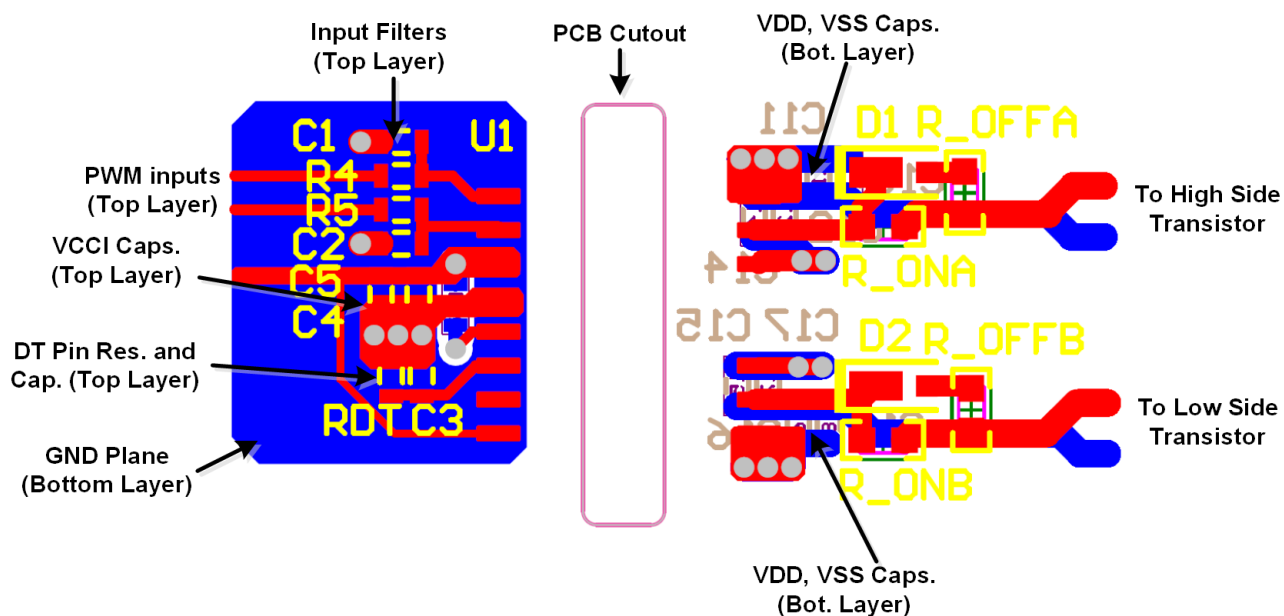 Input Filters
(Top Layer)
PCB Cutout
VDD, VSS Caps.
(Bot. Layer)
C1
U1
C11
D1 R_OFFA
PWM inputs
(Top Layer)
R4
R5
C2
To High Side
Transistor
VCCI Caps.
(Top Layer)
C5
C14
R_ONA
C4
C15 C17
D2 R_OFFB
DT Pin Res. and
Cap. (Top Layer)
RDT C3
To Low Side
Transistor
GND Plane
(Bottom Layer)
R_ONB
VDD, VSS Caps.
(Bot. Layer)